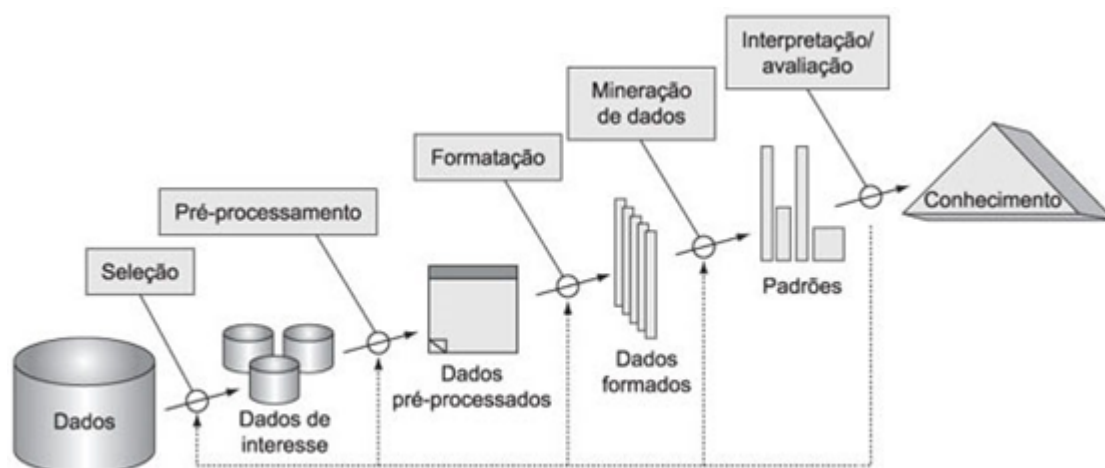 Interpretação/
avaliação
Mineração
de dados
Formatação
Pré-processamento
Seleção
Conhecimento
Padrões
Dados
formados
Dados
pré-processados
Dados de
interesse
Dados